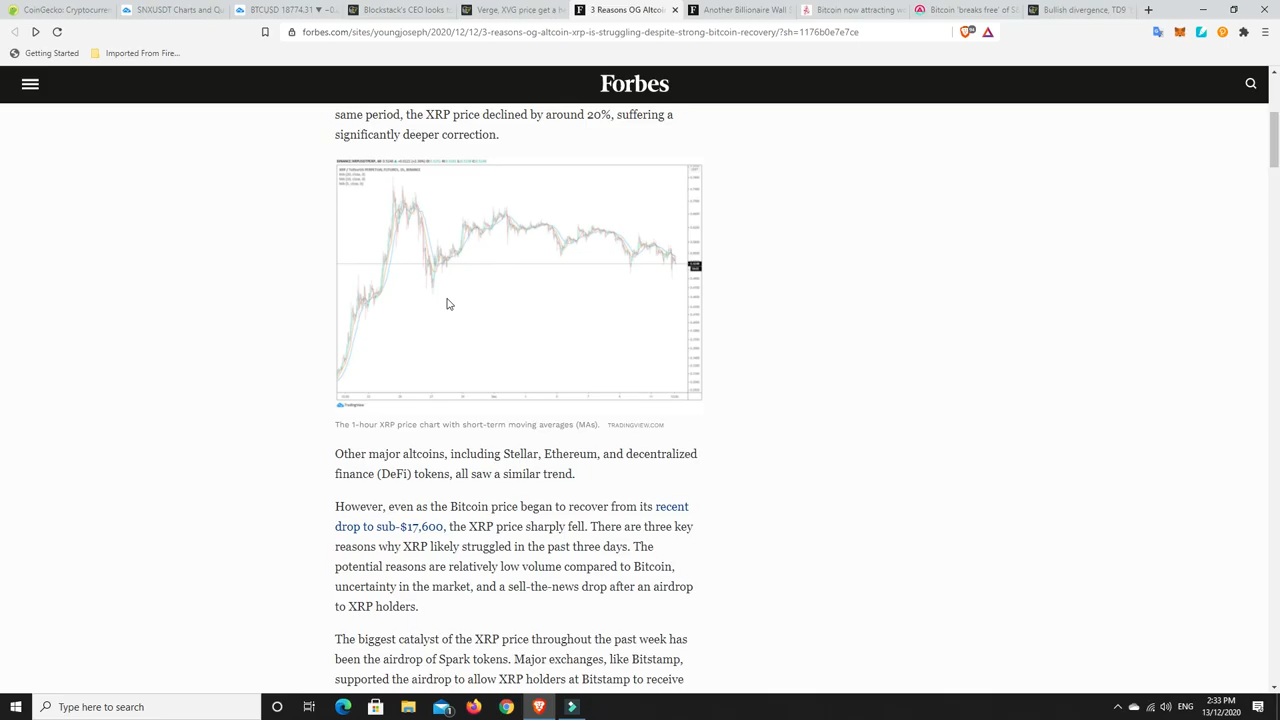 CoinGecko: Cryptocurren
SNXUSDT Charts and Qu
BTCUSD 18774.31 ▼ −0.
Blockstack's CEO looks to
Verge, XVG price get a h
3 Reasons OG Altcoin
Another Billionaire Wall
Bitcoin now attracting w
Bitcoin 'breaks free' of S
Bullish divergence, TD9
forbes.com/sites/youngjoseph/2020/12/12/3-reasons-og-altcoin-xrp-is-struggling-despite-strong-bitcoin-recovery/?sh=1176b0e7e7ce
Getting Started
Imported From Fire...
Forbes
same period, the XRP price declined by around 20%, suffering a
significantly deeper correction.
TradingView
The 1-hour XRP price chart with short-term moving averages (MAs). TRADINGVIEW.COM
Other major altcoins, including Stellar, Ethereum, and decentralized
finance (DeFi) tokens, all saw a similar trend.
However, even as the Bitcoin price began to recover from its recent
drop to sub-$17,600, the XRP price sharply fell. There are three key
reasons why XRP likely struggled in the past three days. The
potential reasons are relatively low volume compared to Bitcoin,
uncertainty in the market, and a sell-the-news drop after an airdrop
to XRP holders.
The biggest catalyst of the XRP price throughout the past week has
been the airdrop of Spark tokens. Major exchanges, like Bitstamp,
supported the airdrop to allow XRP holders at Bitstamp to receive
Type here to search
ENG
2:33 PM
13/12/2020